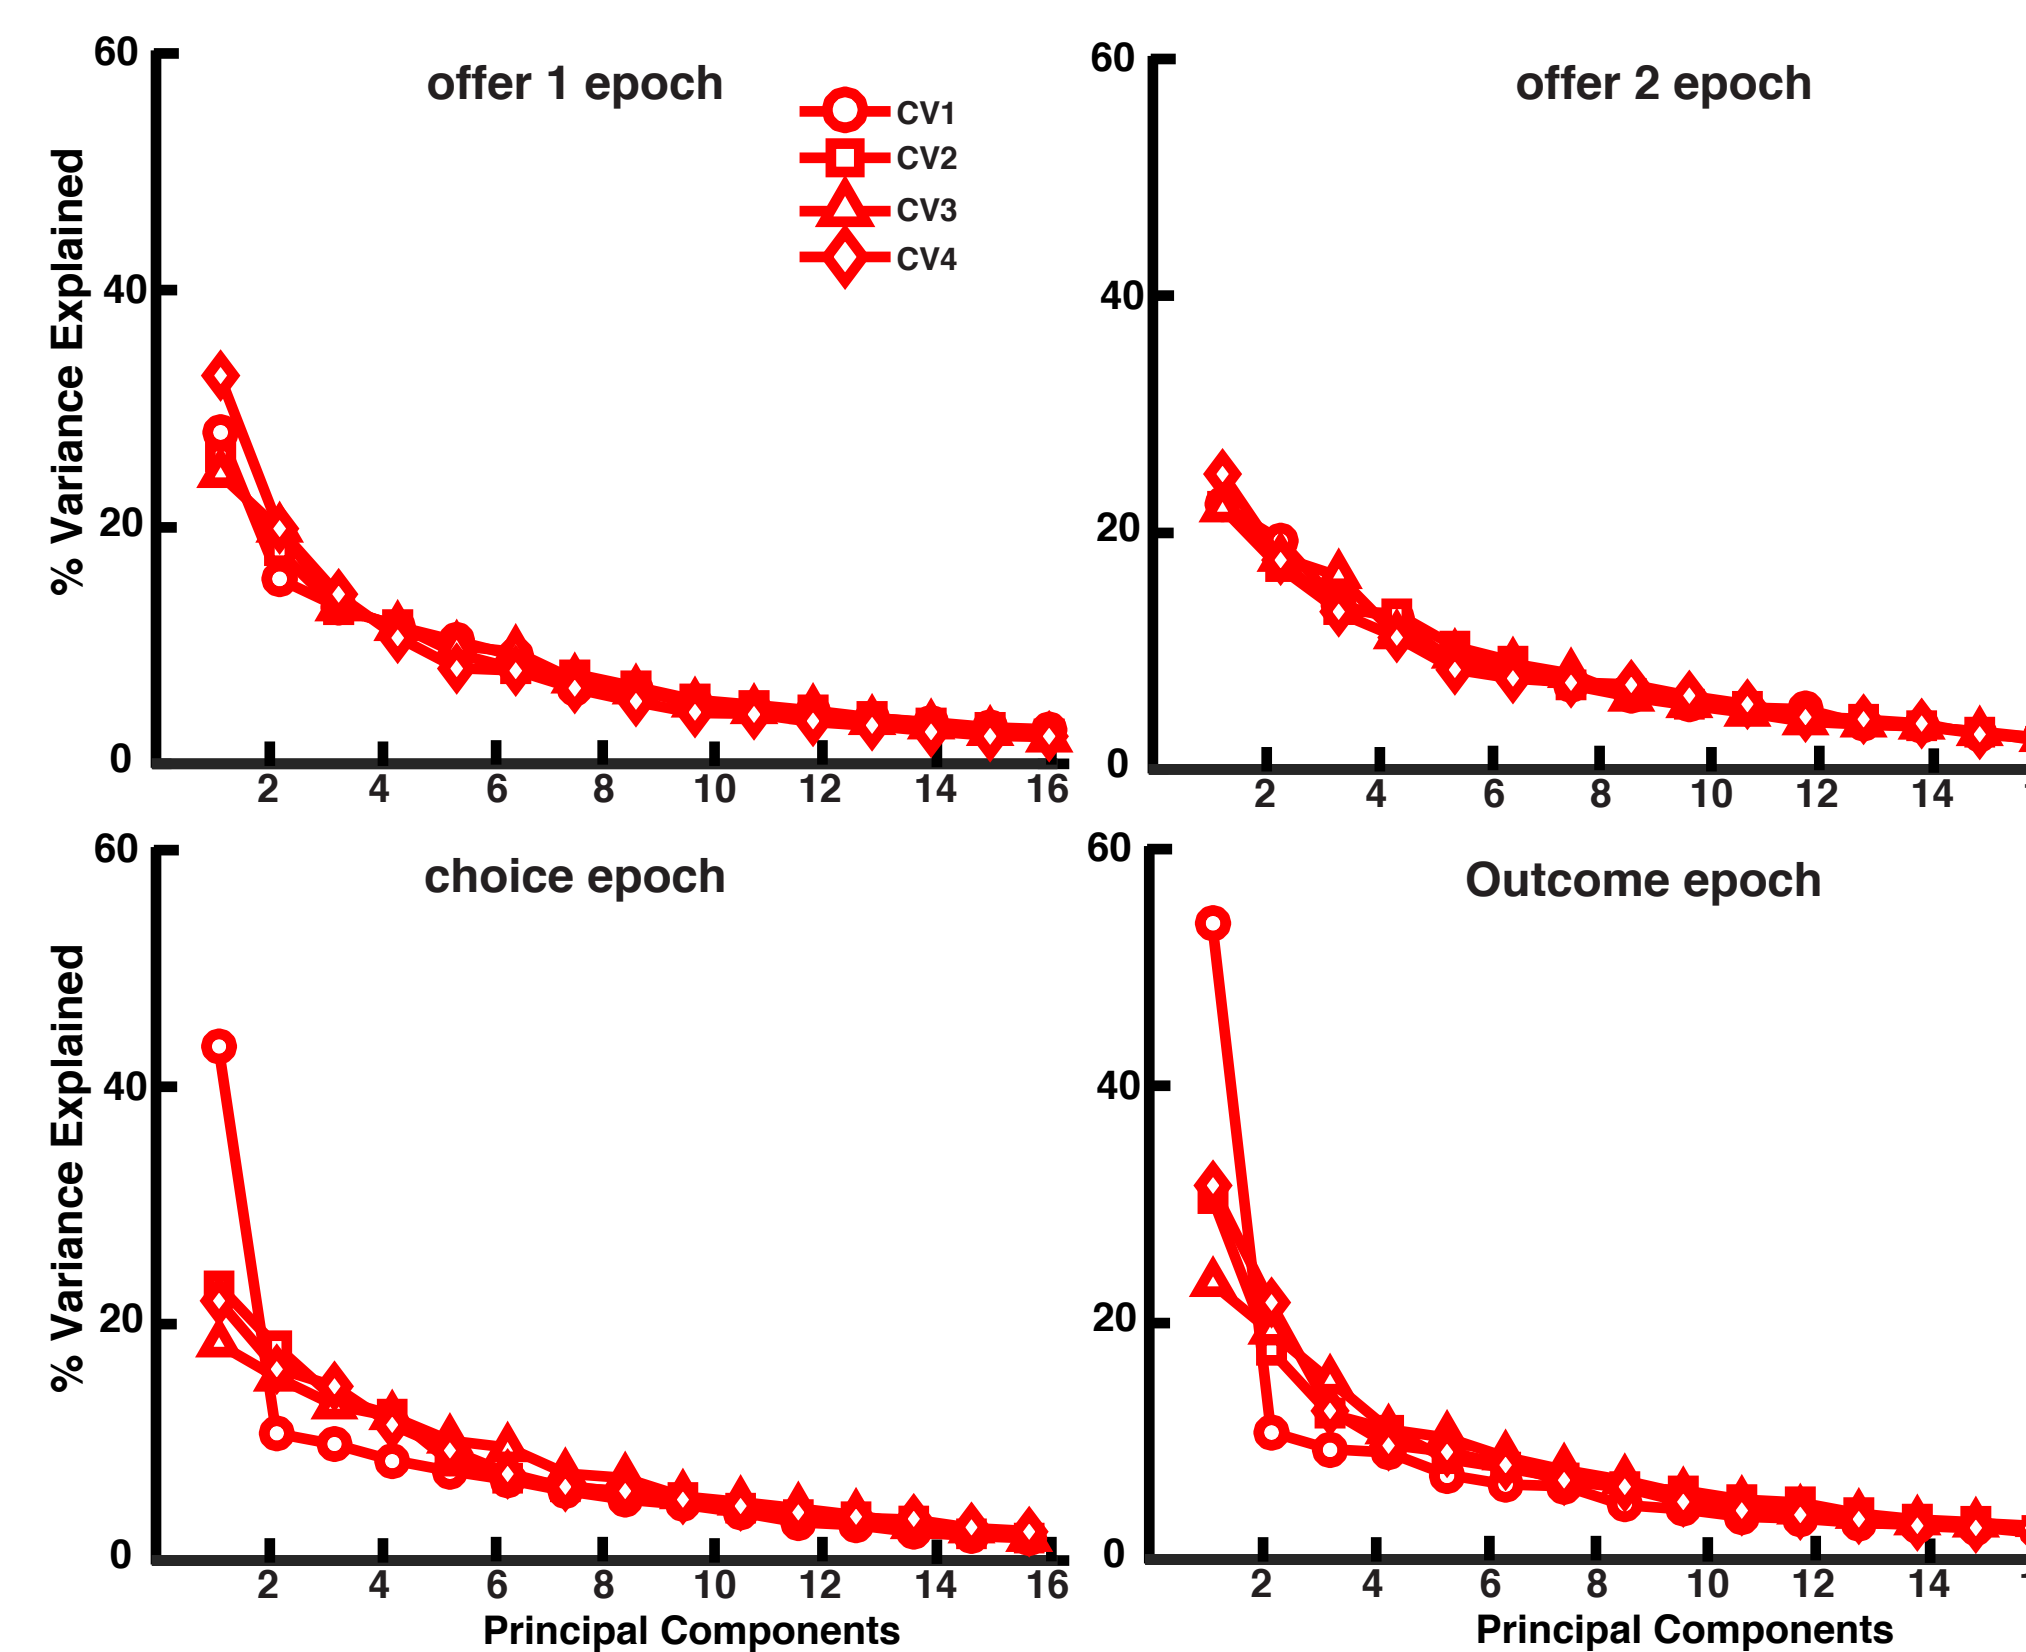 offer 1 epoch
CV1
CV2
CV3
CV4
% Variance Explained
60
40
20
0
2 4 6 8 10 12 14 16
offer 2 epoch
60
40
20
0
2 4 6 8 10 12 14
choice epoch
% Variance Explained
60
40
20
0
2 4 6 8 10 12 14 16
Principal Components
Outcome epoch
60
40
20
0
2 4 6 8 10 12 14
Principal Components